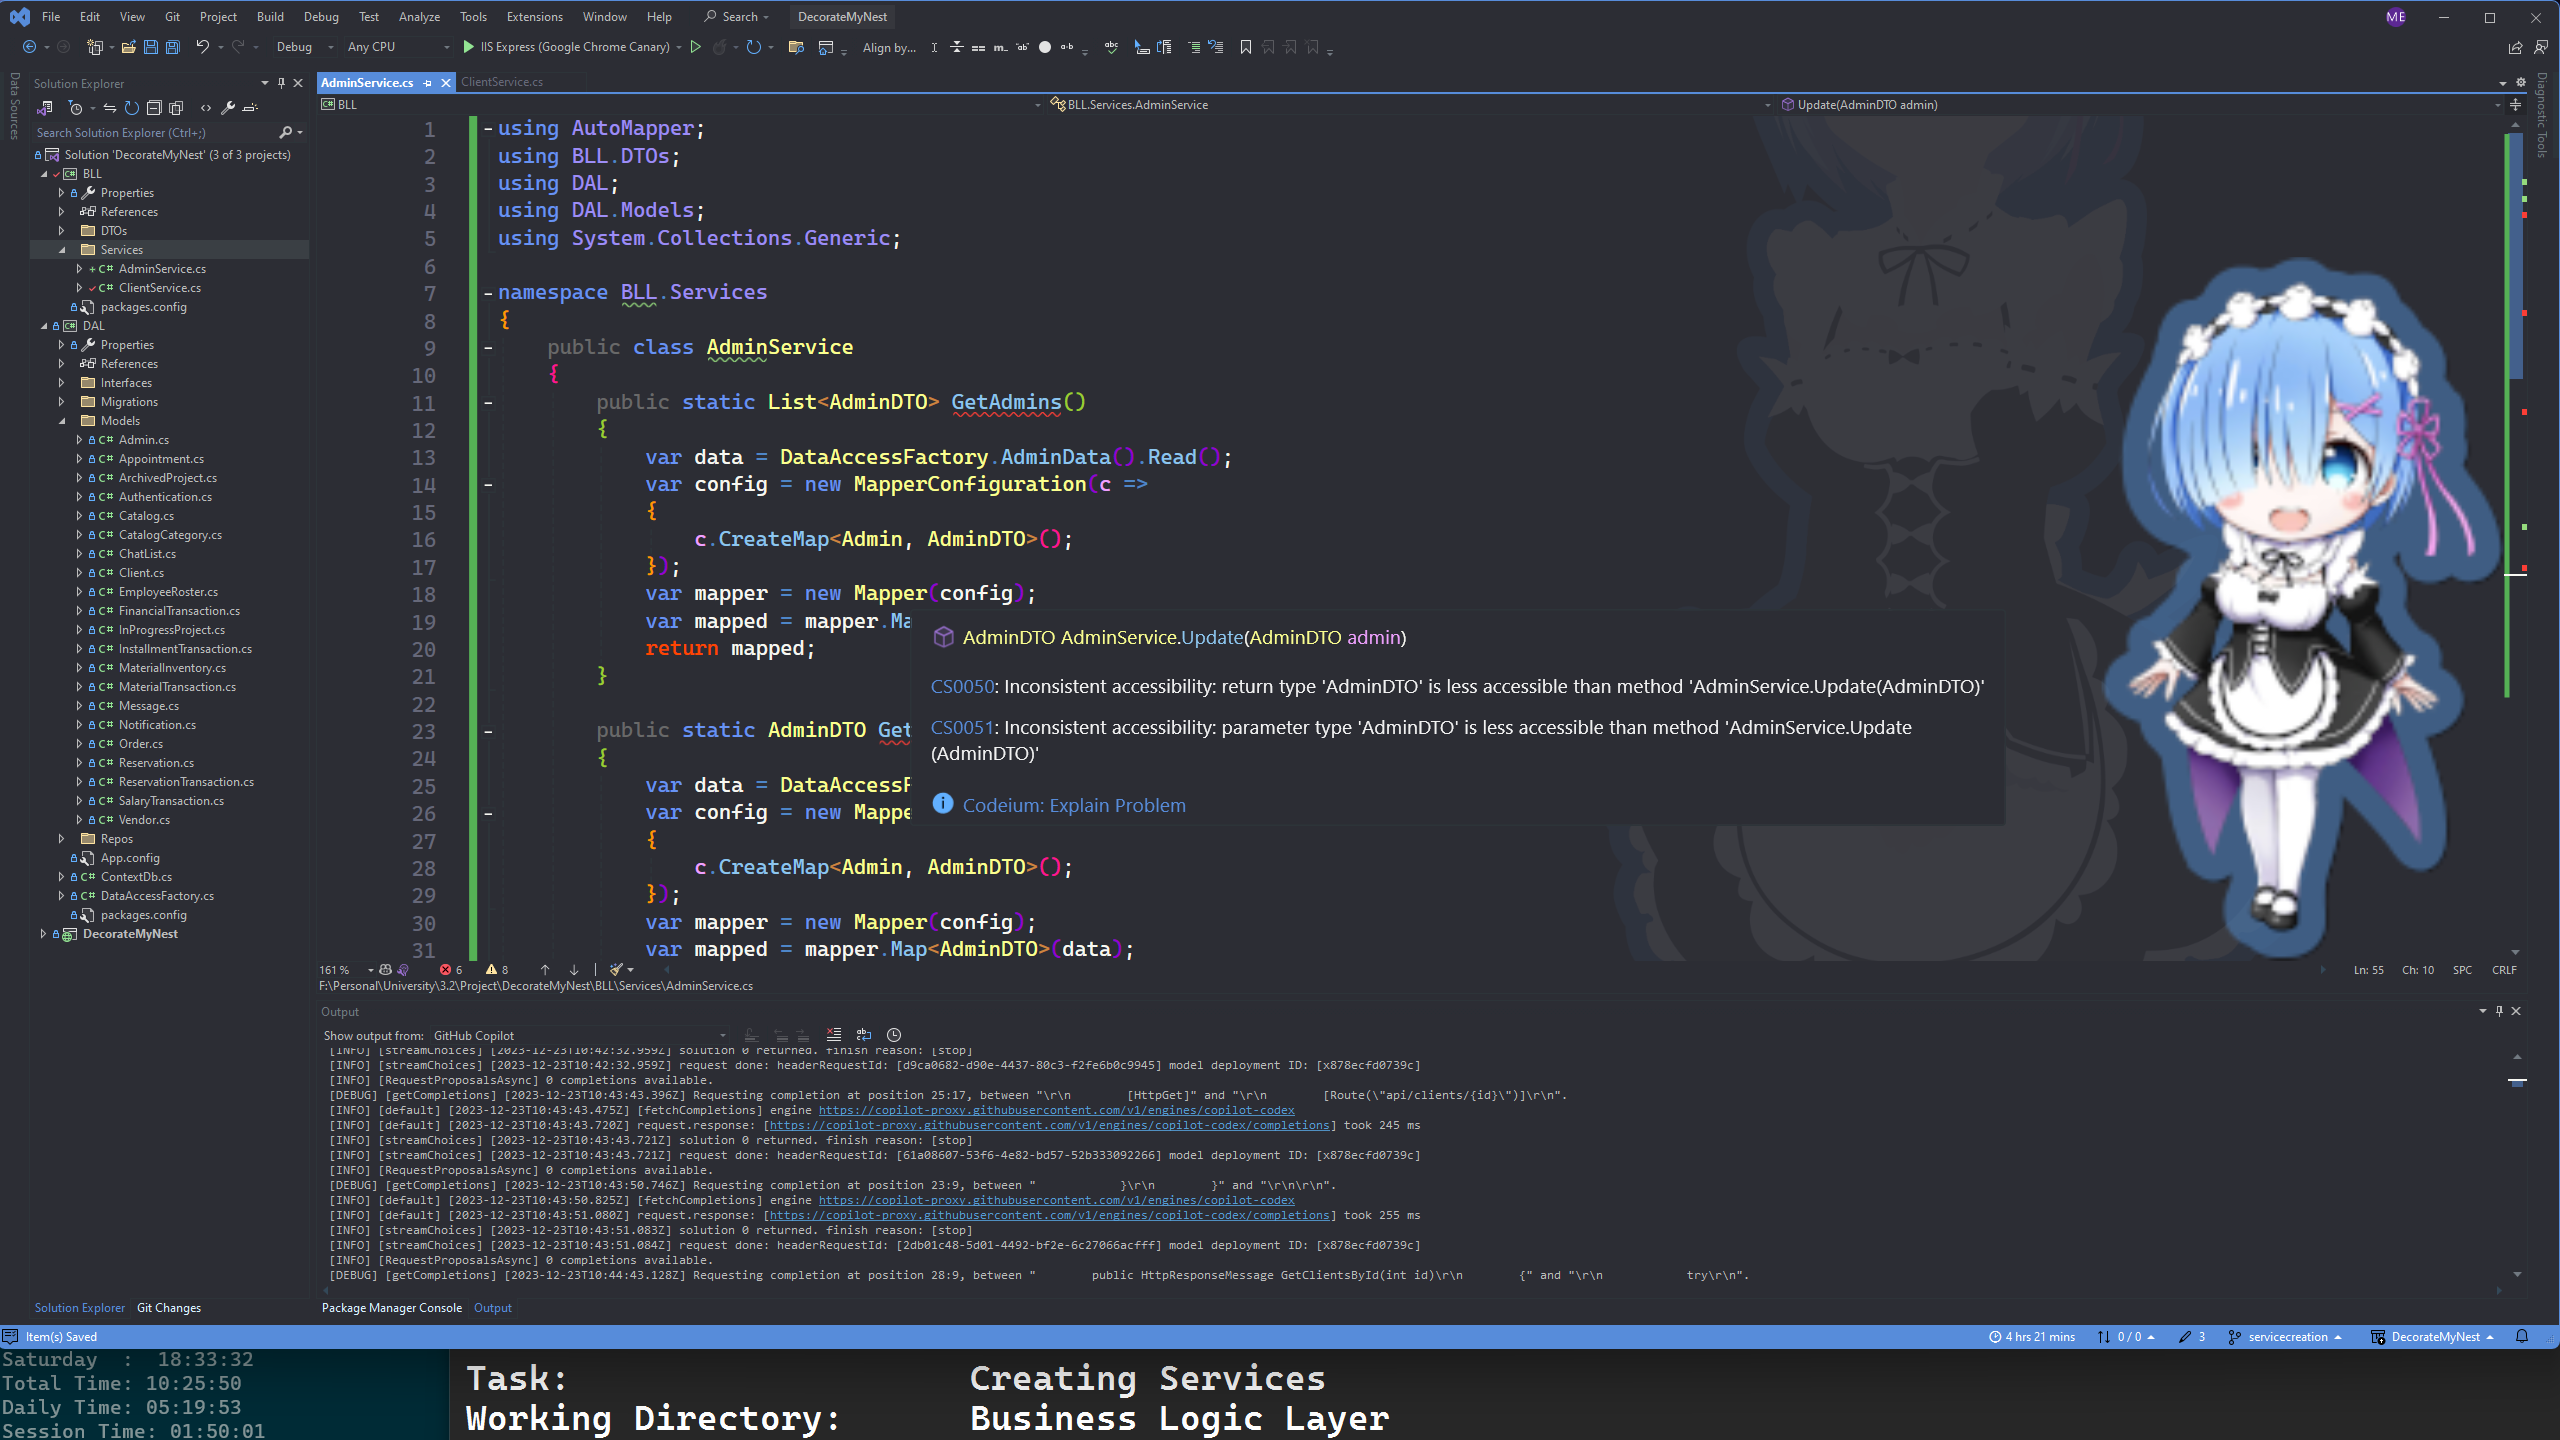 File Edit View Git Project Build Debug Test Analyze Tools Extensions Window Help Search DecorateMyNest ME
Debug Any CPU IIS Express (Google Chrome Canary) Align by...
Data Sources
Solution Explorer
Search Solution Explorer (Ctrl+;)
Solution 'DecorateMyNest' (3 of 3 projects)
BLL
Properties
References
DTOs
Services
AdminService.cs
ClientService.cs
packages.config
DAL
Properties
References
Interfaces
Migrations
Models
Admin.cs
Appointment.cs
ArchivedProject.cs
Authentication.cs
Catalog.cs
CatalogCategory.cs
ChatList.cs
Client.cs
EmployeeRoster.cs
FinancialTransaction.cs
InProgressProject.cs
InstallmentTransaction.cs
MaterialInventory.cs
MaterialTransaction.cs
Message.cs
Notification.cs
Order.cs
Reservation.cs
ReservationTransaction.cs
SalaryTransaction.cs
Vendor.cs
Repos
App.config
ContextDb.cs
DataAccessFactory.cs
packages.config
DecorateMyNest
Solution Explorer Git Changes
AdminService.cs ClientService.cs
BLL BLL.Services.AdminService Update(AdminDTO admin)
Diagnostic Tools
1 using AutoMapper;
2 using BLL.DTOs;
3 using DAL;
4 using DAL.Models;
5 using System.Collections.Generic;
6
7 namespace BLL.Services
8 {
9 public class AdminService
10 {
11 public static List<AdminDTO> GetAdmins()
12 {
13 var data = DataAccessFactory.AdminData().Read();
14 var config = new MapperConfiguration(c =>
15 {
16 c.CreateMap<Admin, AdminDTO>();
17 });
18 var mapper = new Mapper(config);
19 var mapped = mapper.Ma
20 return mapped;
21 }
22
23 public static AdminDTO Get
24 {
25 var data = DataAccessF
26 var config = new Mappe
27 {
28 c.CreateMap<Admin, AdminDTO>();
29 });
30 var mapper = new Mapper(config);
31 var mapped = mapper.Map<AdminDTO>(data);
AdminDTO AdminService.Update(AdminDTO admin)
CS0050: Inconsistent accessibility: return type 'AdminDTO' is less accessible than method 'AdminService.Update(AdminDTO)'
CS0051: Inconsistent accessibility: parameter type 'AdminDTO' is less accessible than method 'AdminService.Update
(AdminDTO)'
Codeium: Explain Problem
161 % 6 8 Ln: 55 Ch: 10 SPC CRLF
F:\Personal\University\3.2\Project\DecorateMyNest\BLL\Services\AdminService.cs
Output
Show output from: GitHub Copilot
[INFO] [streamChoices] [2023-12-23T10:42:32.959Z] solution 0 returned. finish reason: [stop]
[INFO] [streamChoices] [2023-12-23T10:42:32.959Z] request done: headerRequestId: [d9ca0682-d90e-4437-80c3-f2fe6b0c9945] model deployment ID: [x878ecfd0739c]
[INFO] [RequestProposalsAsync] 0 completions available.
[DEBUG] [getCompletions] [2023-12-23T10:43:43.396Z] Requesting completion at position 25:17, between "\r\n [HttpGet]" and "\r\n [Route(\"api/clients/{id}\")]\r\n".
[INFO] [default] [2023-12-23T10:43:43.475Z] [fetchCompletions] engine https://copilot-proxy.githubusercontent.com/v1/engines/copilot-codex
[INFO] [default] [2023-12-23T10:43:43.720Z] request.response: [https://copilot-proxy.githubusercontent.com/v1/engines/copilot-codex/completions] took 245 ms
[INFO] [streamChoices] [2023-12-23T10:43:43.721Z] solution 0 returned. finish reason: [stop]
[INFO] [streamChoices] [2023-12-23T10:43:43.721Z] request done: headerRequestId: [61a08607-53f6-4e82-bd57-52b333092266] model deployment ID: [x878ecfd0739c]
[INFO] [RequestProposalsAsync] 0 completions available.
[DEBUG] [getCompletions] [2023-12-23T10:43:50.746Z] Requesting completion at position 23:9, between " }\r\n }" and "\r\n\r\n".
[INFO] [default] [2023-12-23T10:43:50.825Z] [fetchCompletions] engine https://copilot-proxy.githubusercontent.com/v1/engines/copilot-codex
[INFO] [default] [2023-12-23T10:43:51.080Z] request.response: [https://copilot-proxy.githubusercontent.com/v1/engines/copilot-codex/completions] took 255 ms
[INFO] [streamChoices] [2023-12-23T10:43:51.083Z] solution 0 returned. finish reason: [stop]
[INFO] [streamChoices] [2023-12-23T10:43:51.084Z] request done: headerRequestId: [2db01c48-5d01-4492-bf2e-6c27066acfff] model deployment ID: [x878ecfd0739c]
[INFO] [RequestProposalsAsync] 0 completions available.
[DEBUG] [getCompletions] [2023-12-23T10:44:43.128Z] Requesting completion at position 28:9, between " public HttpResponseMessage GetClientsById(int id)\r\n {" and "\r\n try\r\n".
Package Manager Console Output
Item(s) Saved 4 hrs 21 mins 0 / 0 3 servicecreation DecorateMyNest
Saturday : 18:33:32
Total Time: 10:25:50
Daily Time: 05:19:53
Session Time: 01:50:01
Task: Creating Services
Working Directory: Business Logic Layer